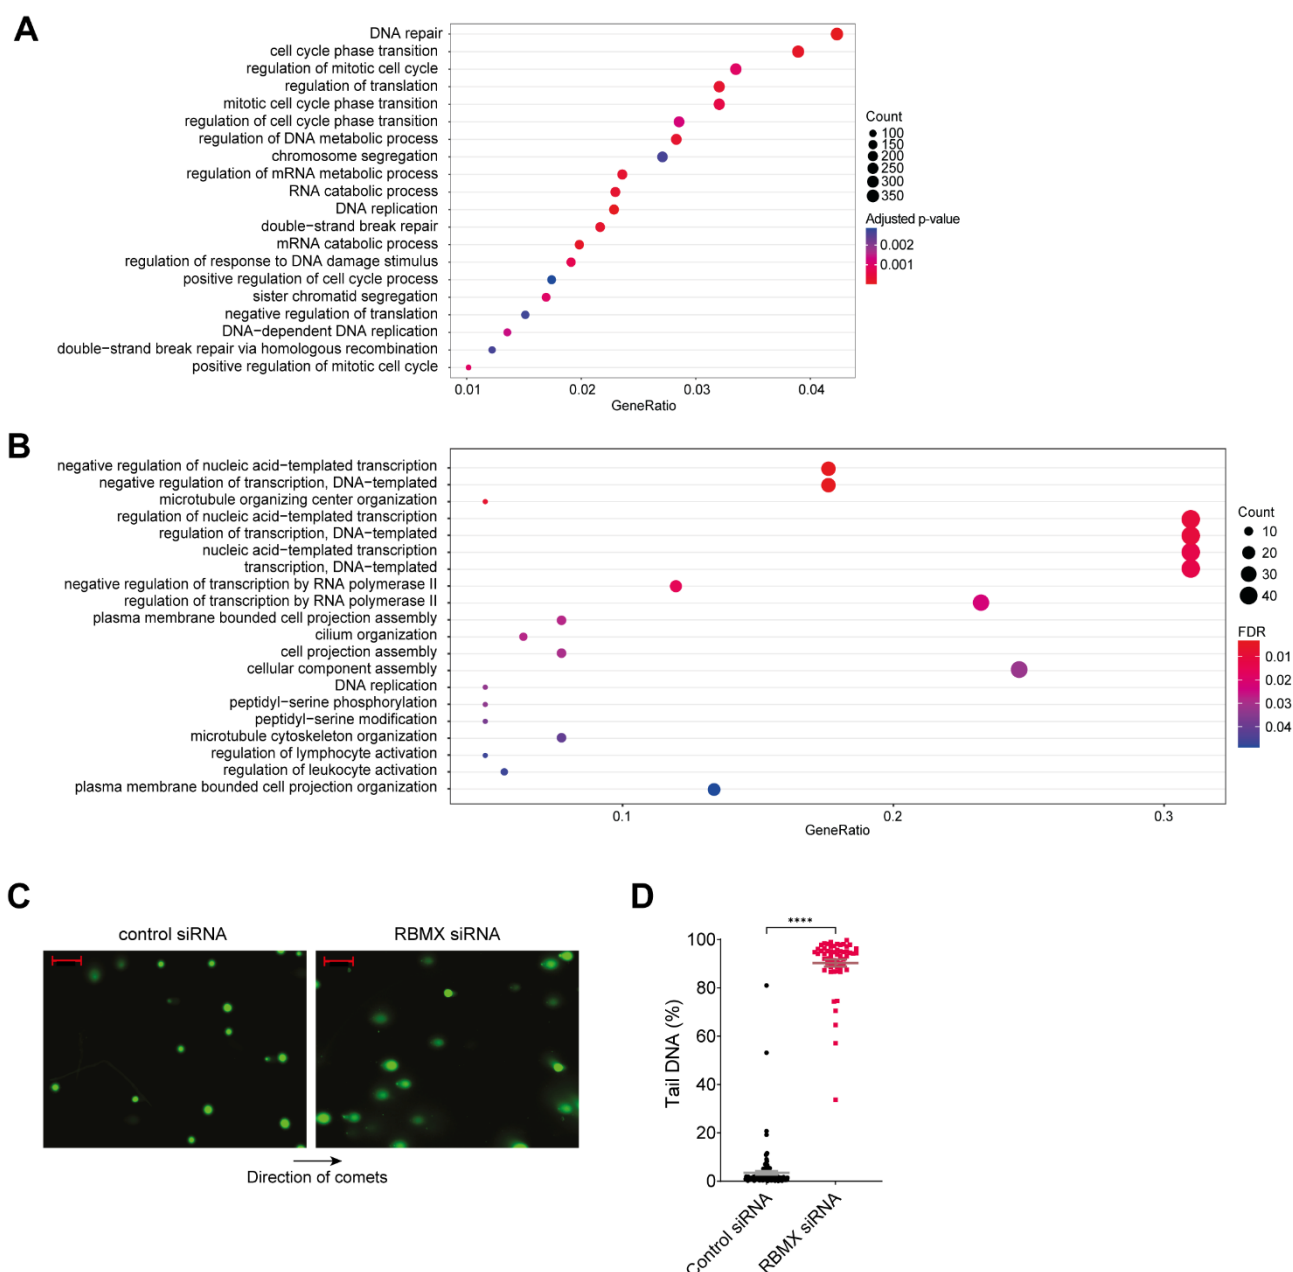 A
DNA repair
cell cycle phase transition
regulation of mitotic cell cycle
regulation of translation
mitotic cell cycle phase transition
regulation of cell cycle phase transition
regulation of DNA metabolic process
chromosome segregation
regulation of mRNA metabolic process
RNA catabolic process
DNA replication
double−strand break repair
mRNA catabolic process
regulation of response to DNA damage stimulus
positive regulation of cell cycle process
sister chromatid segregation
negative regulation of translation
DNA−dependent DNA replication
double−strand break repair via homologous recombination
positive regulation of mitotic cell cycle
0.01 0.02 0.03 0.04
GeneRatio
Count
100
150
200
250
300
350
Adjusted p-value
0.002
0.001
B
negative regulation of nucleic acid−templated transcription
negative regulation of transcription, DNA−templated
microtubule organizing center organization
regulation of nucleic acid−templated transcription
regulation of transcription, DNA−templated
nucleic acid−templated transcription
transcription, DNA−templated
negative regulation of transcription by RNA polymerase II
regulation of transcription by RNA polymerase II
plasma membrane bounded cell projection assembly
cilium organization
cell projection assembly
cellular component assembly
DNA replication
peptidyl−serine phosphorylation
peptidyl−serine modification
microtubule cytoskeleton organization
regulation of lymphocyte activation
regulation of leukocyte activation
plasma membrane bounded cell projection organization
0.1 0.2 0.3
GeneRatio
Count
10
20
30
40
FDR
0.01
0.02
0.03
0.04
C
control siRNA
RBMX siRNA
Direction of comets
D
****
Tail DNA (%)
100
80
60
40
20
0
Control siRNA
RBMX siRNA